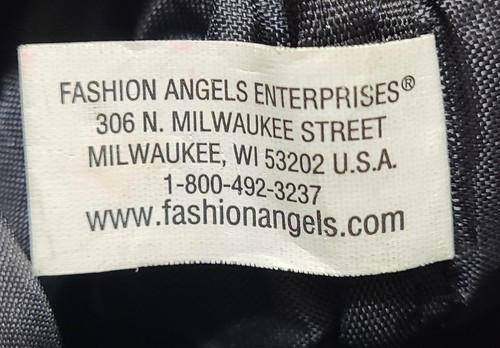 FASHION ANGELS ENTERPRISES®
306 N. MILWAUKEE STREET
MILWAUKEE, WI 53202 U.S.A.
1-800-492-3237
www.fashionangels.com